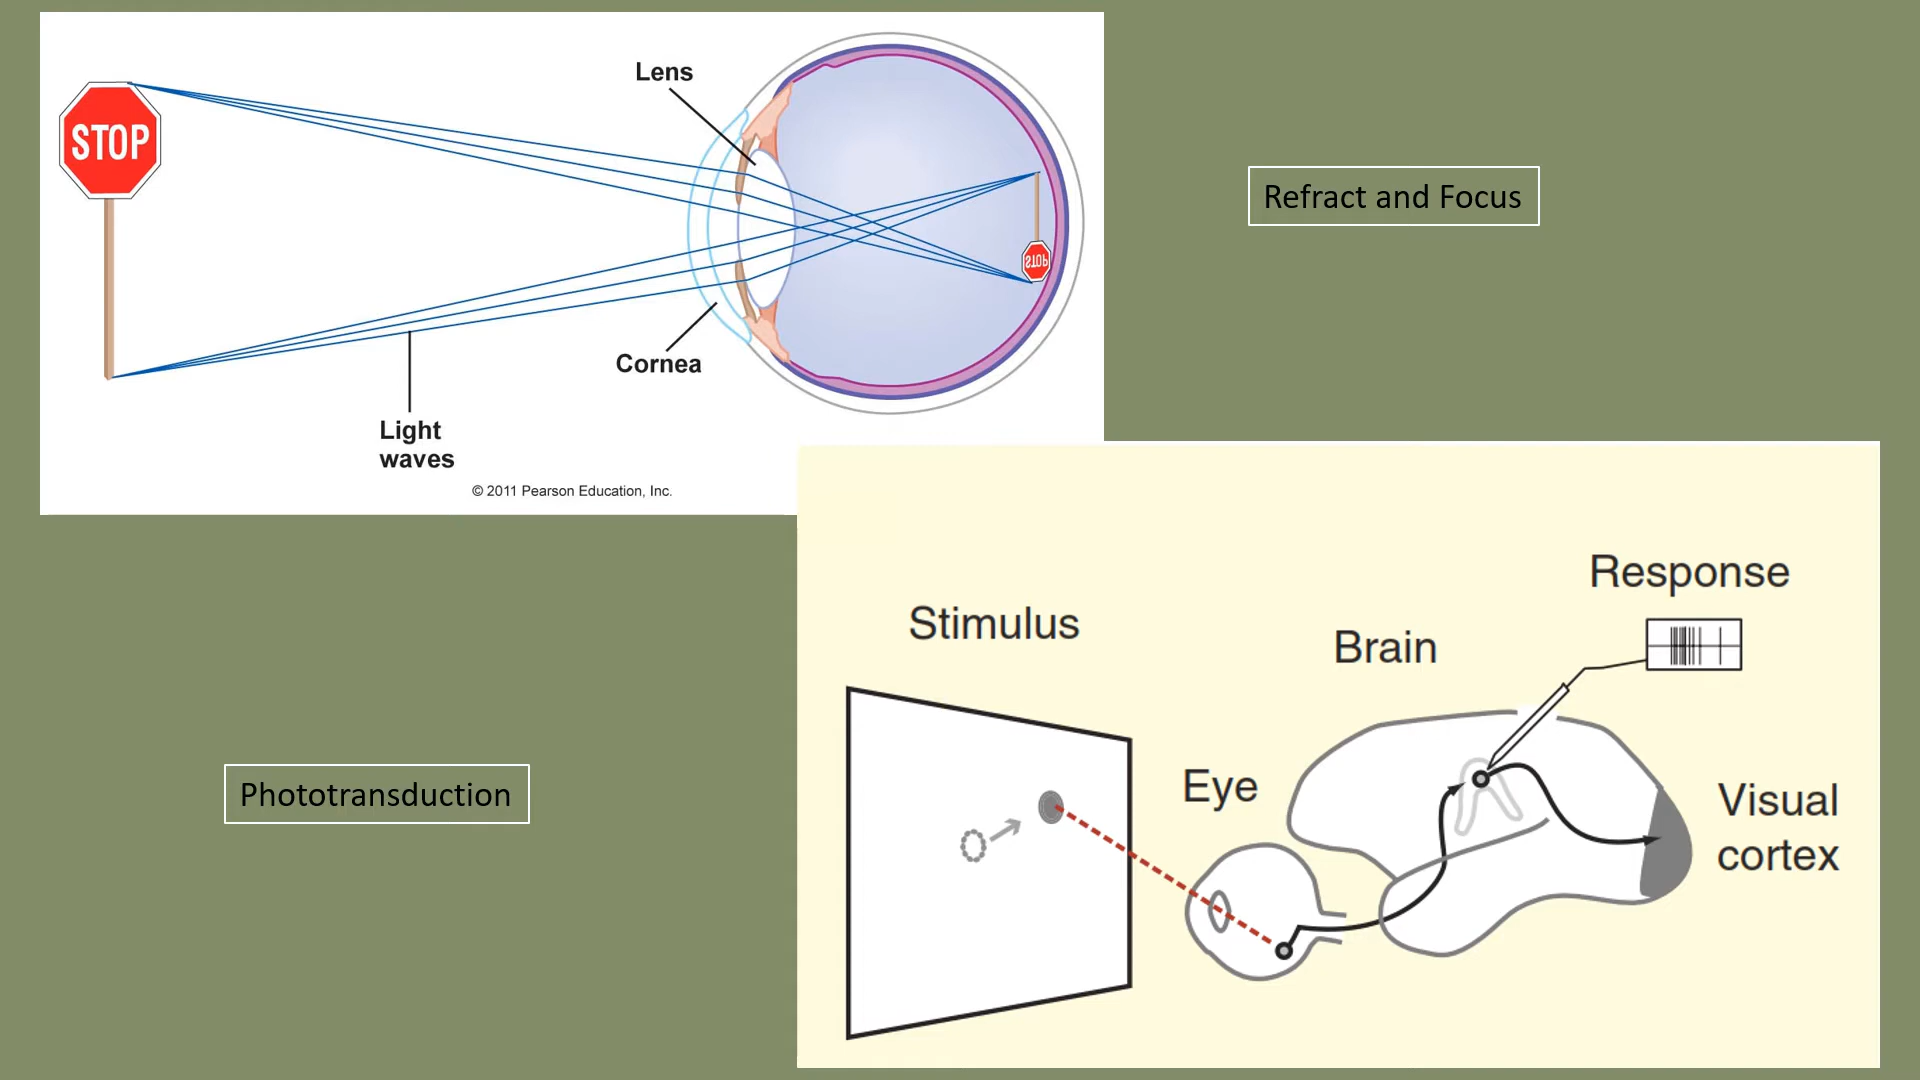 STOP
Lens
STOP
Cornea
Light
waves
© 2011 Pearson Education, Inc.
Refract and Focus
Phototransduction
Stimulus
Response
Brain
Eye
Visual
cortex